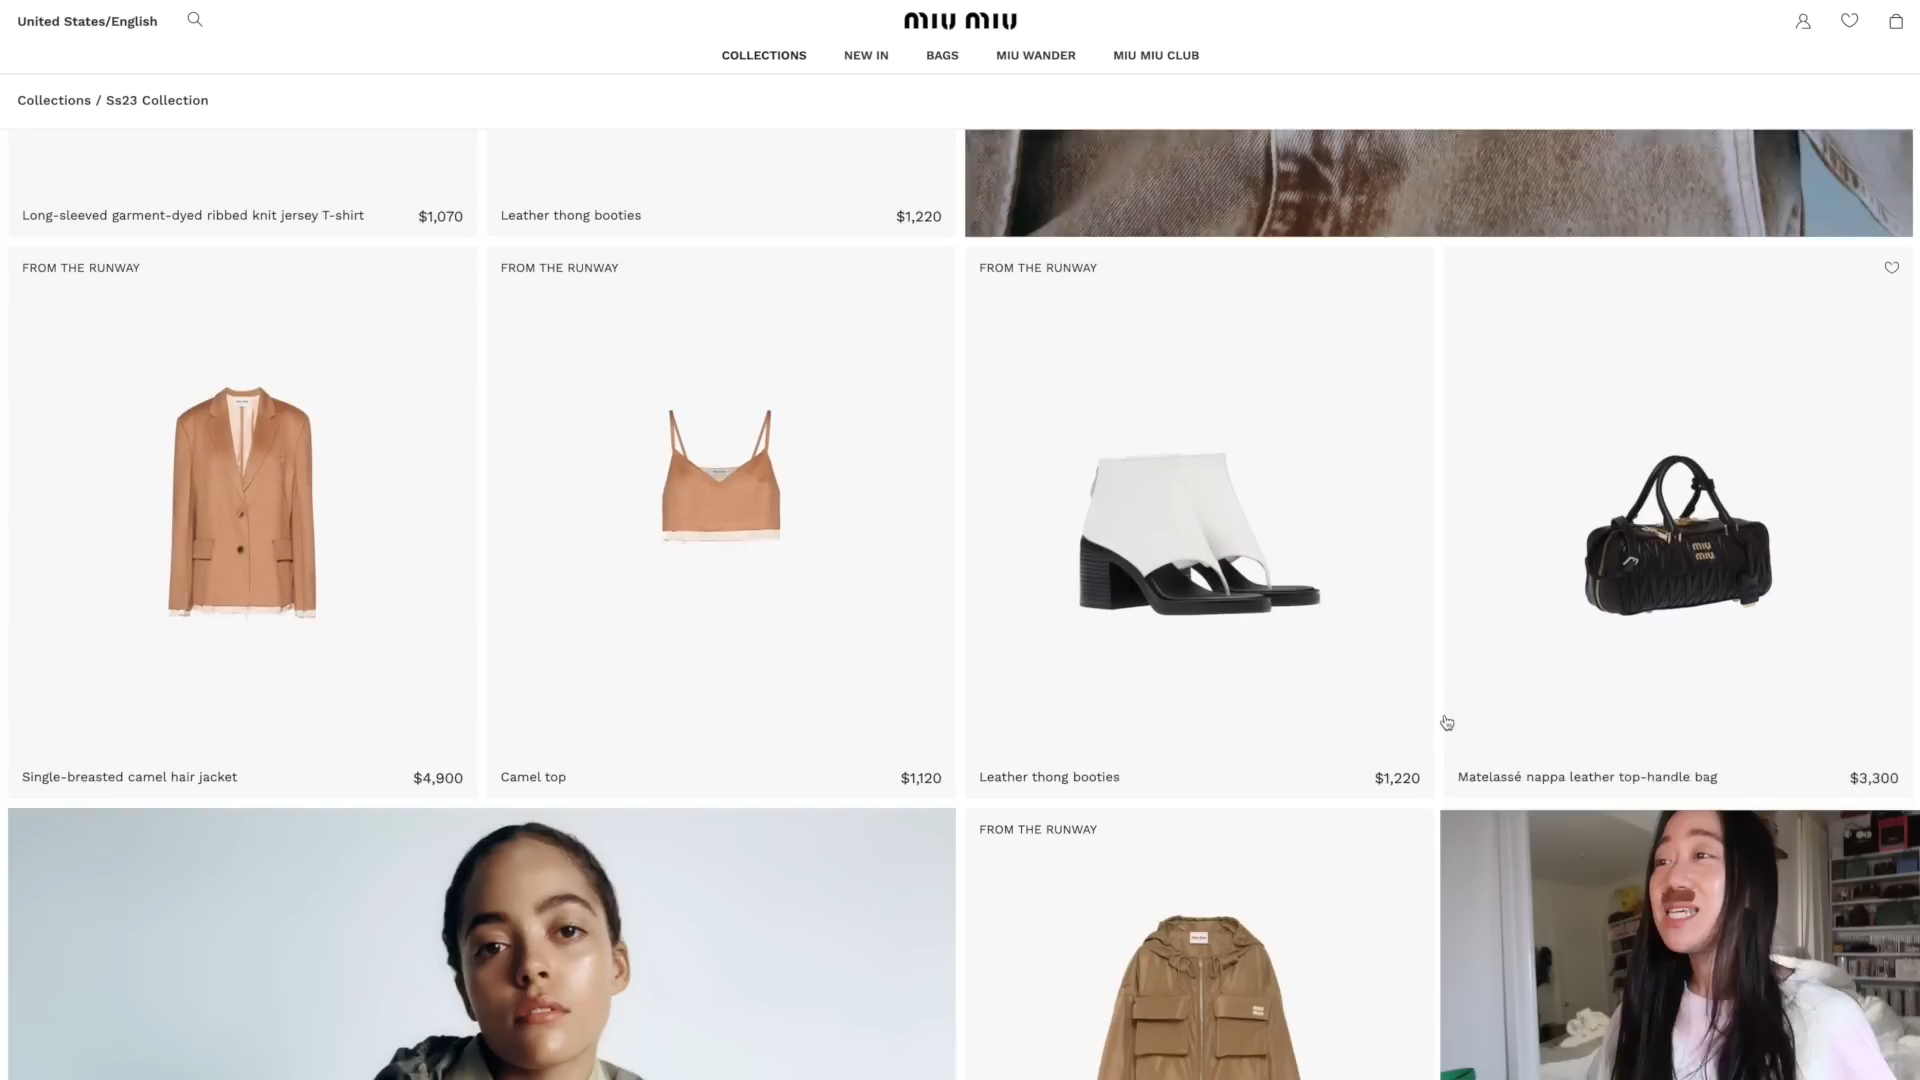 United States/English
MIU MIU
COLLECTIONS
NEW IN
BAGS
MIU WANDER
MIU MIU CLUB
Collections / Ss23 Collection
Long-sleeved garment-dyed ribbed knit jersey T-shirt
$1,070
Leather thong booties
$1,220
FROM THE RUNWAY
FROM THE RUNWAY
FROM THE RUNWAY
MIU
MIU
Single-breasted camel hair jacket
$4,900
Camel top
$1,120
Leather thong booties
$1,220
Matelassé nappa leather top-handle bag
$3,300
FROM THE RUNWAY